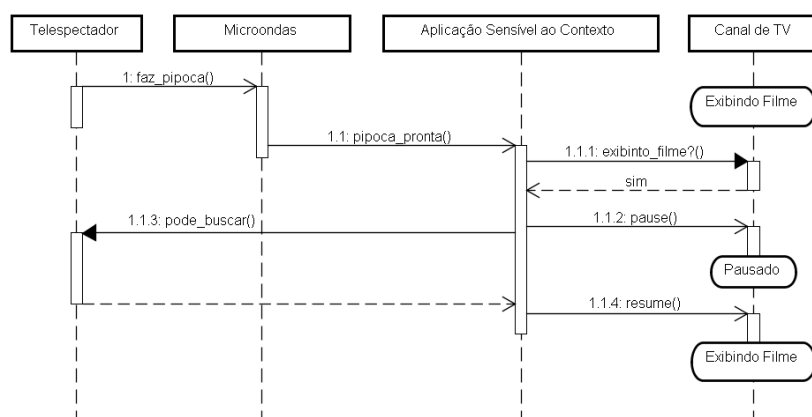 Telespectador
Microondas
Aplicação Sensível ao Contexto
Canal de TV
1: faz_pipoca()
Exibindo Filme
1.1: pipoca_pronta()
1.1.1: exibinto_filme?()
sim
1.1.3: pode_buscar()
1.1.2: pause()
Pausado
1.1.4: resume()
Exibindo Filme